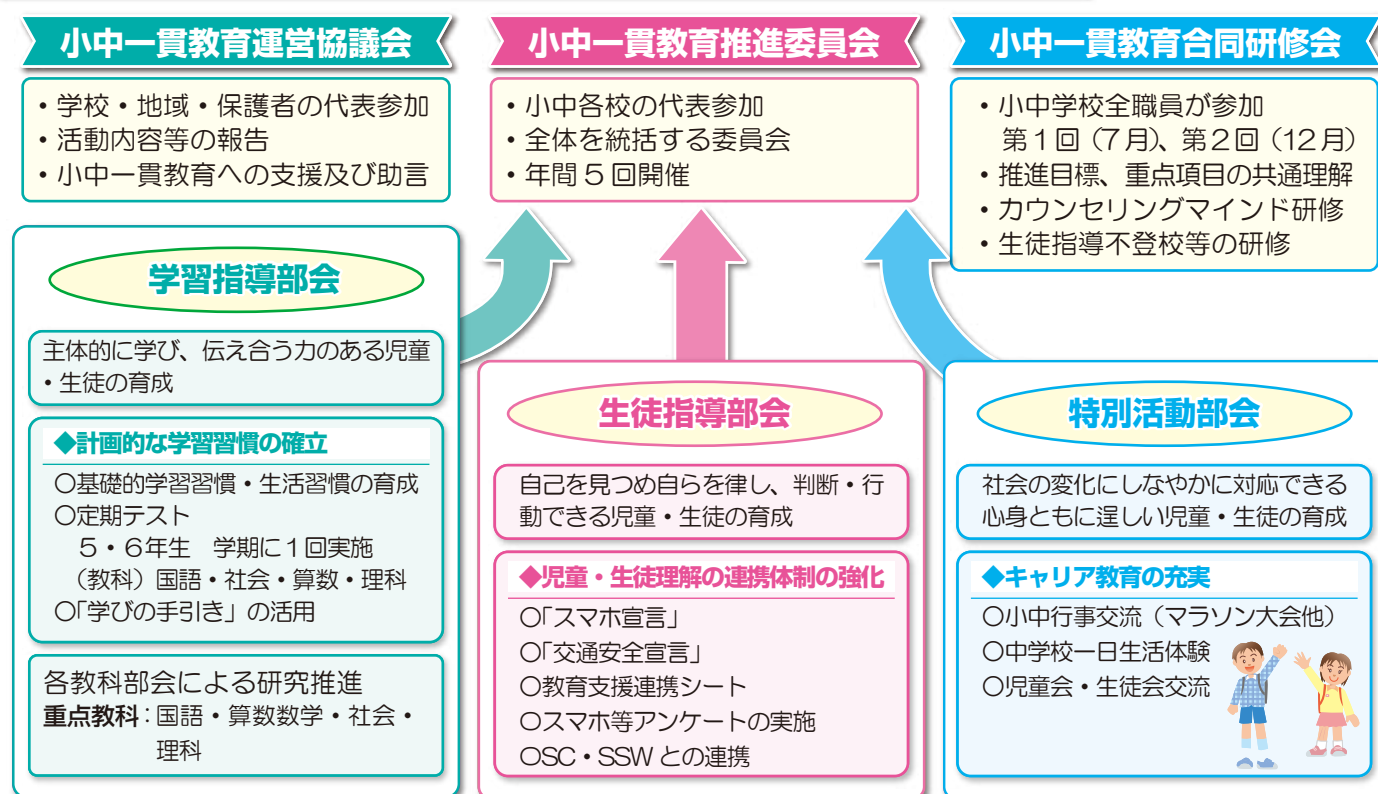 小中一貫教育運営協議会
・学校・地域・保護者の代表参加
・活動内容等の報告
・小中一貫教育への支援及び助言
小中一貫教育推進委員会
・小中各校の代表参加
・全体を統括する委員会
・年間5回開催
小中一貫教育合同研修会
・小中学校全職員が参加
第1回（7月）、第2回（12月）
・推進目標、重点項目の共通理解
・カウンセリングマインド研修
・生徒指導不登校等の研修
学習指導部会
主体的に学び、伝え合う力のある児童
・生徒の育成
◆計画的な学習習慣の確立
○基礎的学習習慣・生活習慣の育成
○定期テスト
5・6年生　学期に1回実施
（教科）国語・社会・算数・理科
○「学びの手引き」の活用
各教科部会による研究推進
重点教科：国語・算数数学・社会・
理科
生徒指導部会
自己を見つめ自らを律し、判断・行
動できる児童・生徒の育成
◆児童・生徒理解の連携体制の強化
○「スマホ宣言」
○「交通安全宣言」
○教育支援連携シート
○スマホ等アンケートの実施
○SC・SSWとの連携
特別活動部会
社会の変化にしなやかに対応できる
心身ともに逞しい児童・生徒の育成
◆キャリア教育の充実
○小中行事交流（マラソン大会他）
○中学校一日生活体験
○児童会・生徒会交流